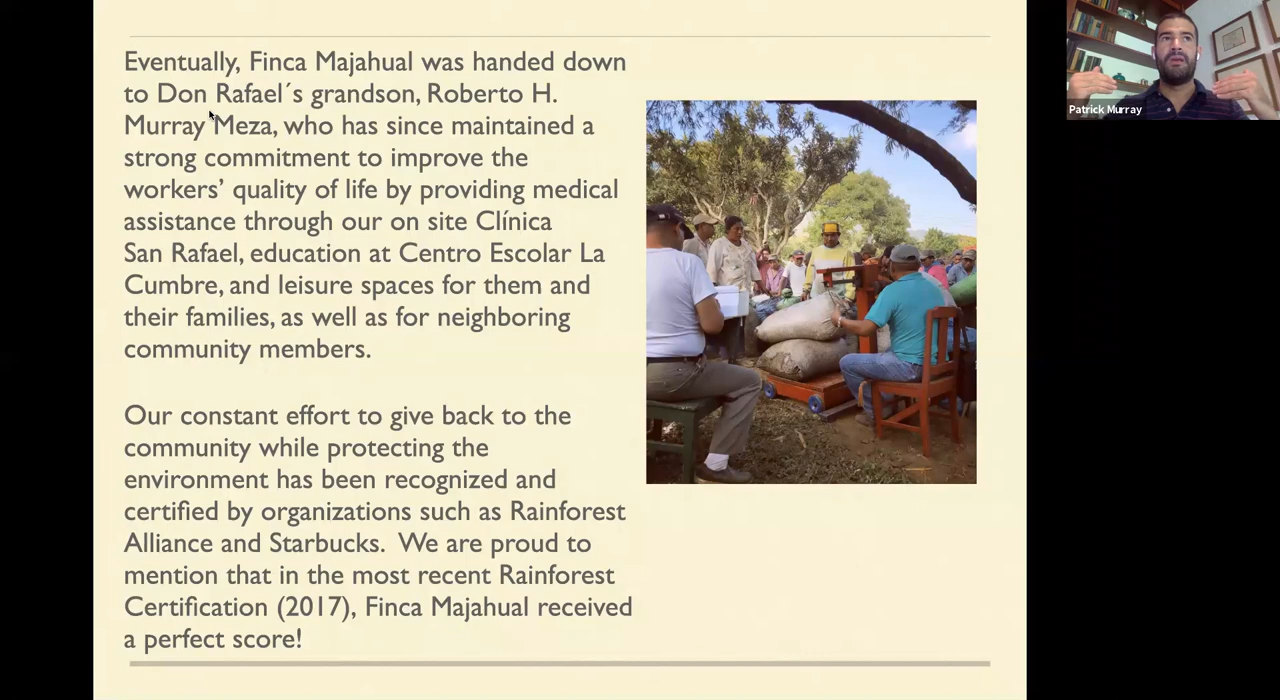 Eventually, Finca Majahual was handed down
to Don Rafael´s grandson, Roberto H.
Murray Meza, who has since maintained a
strong commitment to improve the
workers’ quality of life by providing medical
assistance through our on site Clínica
San Rafael, education at Centro Escolar La
Cumbre, and leisure spaces for them and
their families, as well as for neighboring
community members.
Our constant effort to give back to the
community while protecting the
environment has been recognized and
certified by organizations such as Rainforest
Alliance and Starbucks.  We are proud to
mention that in the most recent Rainforest
Certification (2017), Finca Majahual received
a perfect score!
Patrick Murray